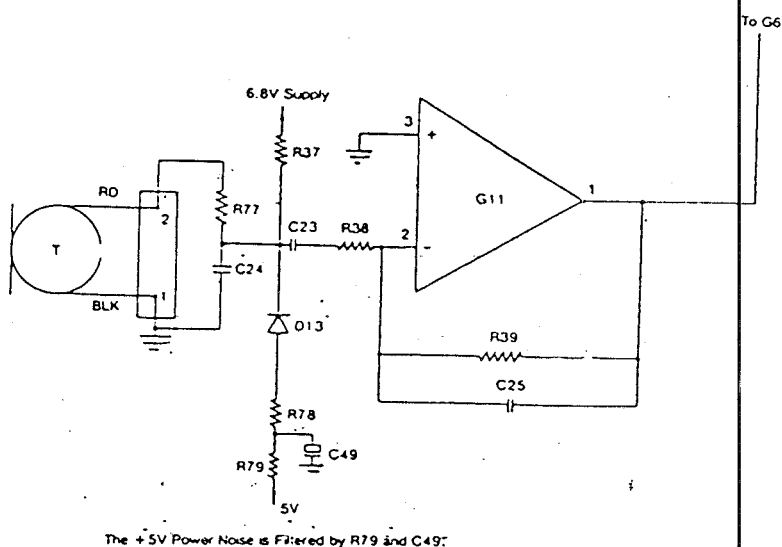 To G6
6.8V Supply
R37
3
+
RD
R77
G11
1
2
C23
R38
2
-
T
C24
BLK
1
D13
R39
C25
R78
C49
R79
5V
The +5V Power Noise is Filtered by R79 and C49.